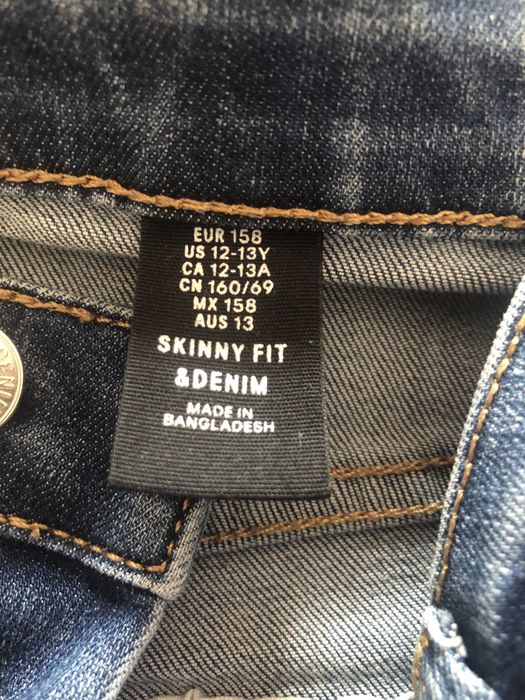 EUR 158
US 12-13Y
CA 12-13A
CN 160/69
MX 158
AUS 13
SKINNY FIT
&DENIM
MADE IN
BANGLADESH